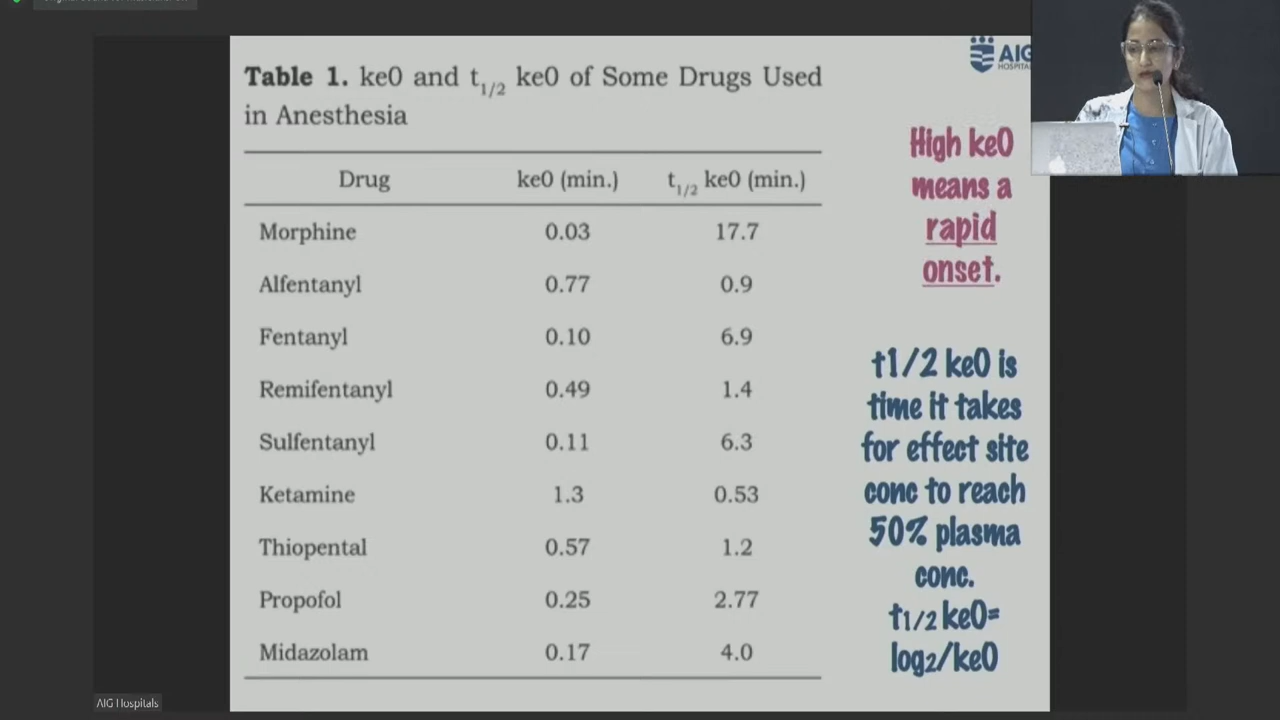 Table 1. ke0 and t1/2 ke0 of Some Drugs Used
in Anesthesia
Drug ke0 (min.) t1/2 ke0 (min.)
Morphine 0.03 17.7
Alfentanyl 0.77 0.9
Fentanyl 0.10 6.9
Remifentanyl 0.49 1.4
Sulfentanyl 0.11 6.3
Ketamine 1.3 0.53
Thiopental 0.57 1.2
Propofol 0.25 2.77
Midazolam 0.17 4.0
AIG
High ke0
means a
rapid
onset.
t1/2 ke0 is
time it takes
for effect site
conc to reach
50% plasma
conc.
t1/2 ke0=
log2/ke0
AIG Hospitals